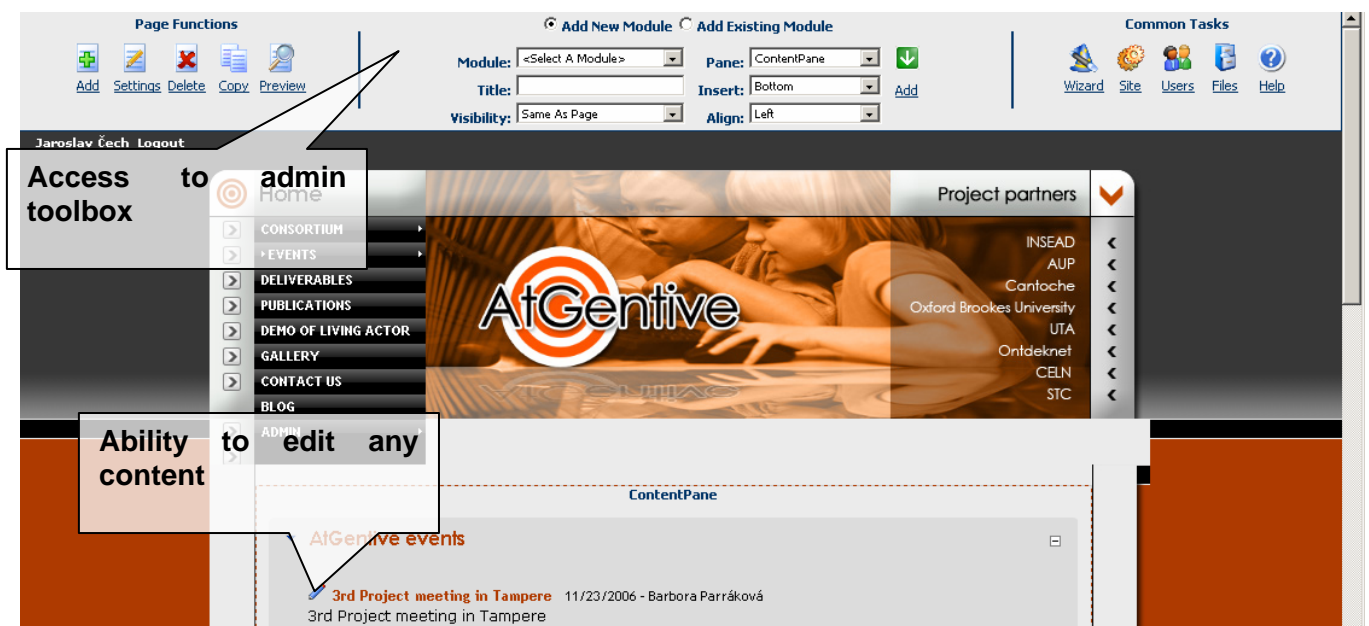 Page Functions
Add New Module Add Existing Module
Common Tasks
Module: <Select A Module> Pane: ContentPane
Title: Insert: Bottom
Visibility: Same As Page Align: Left
Add Settings Delete Copy Preview
Add
Wizard Site Users Files Help
Jaroslav Čech Logout
Access to admin
toolbox
Home
Project partners
CONSORTIUM
EVENTS
DELIVERABLES
PUBLICATIONS
DEMO OF LIVING ACTOR
GALLERY
CONTACT US
BLOG
ADMIN
AtGentive
INSEAD
AUP
Cantoche
Oxford Brookes University
UTA
Ontdeknet
CELN
STC
Ability to edit any
content
ContentPane
AtGentive events
3rd Project meeting in Tampere 11/23/2006 - Barbora Parráková
3rd Project meeting in Tampere